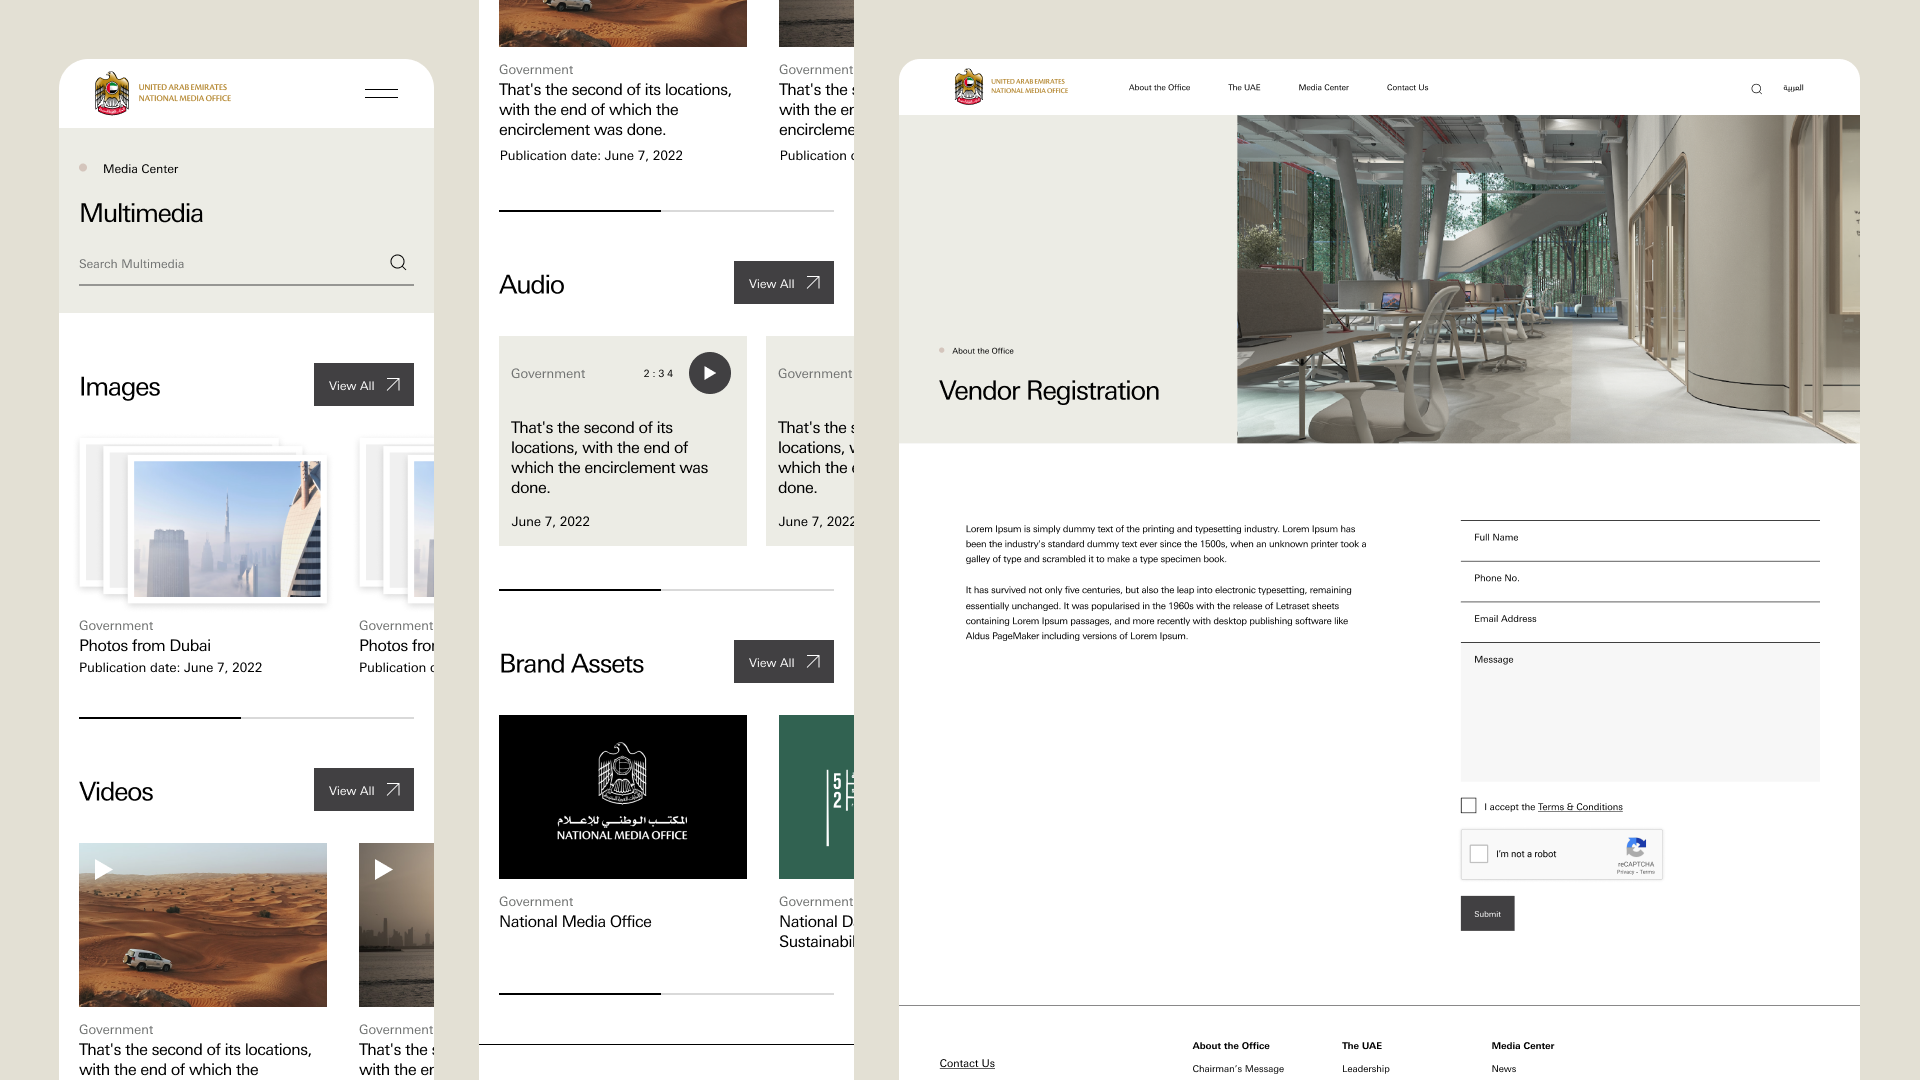 UNITED ARAB EMIRATES
NATIONAL MEDIA OFFICE
Media Center
Multimedia
Search Multimedia
Images
View All
Government
Photos from Dubai
Publication date: June 7, 2022
Government
Photos fro
Publication
Videos
View All
Government
That's the second of its locations,
with the end of which the
Government
That's the
with the er
Government
That's the second of its locations,
with the end of which the
encirclement was done.
Publication date: June 7, 2022
Government
That's the
with the er
encircleme
Publication
Audio
View All
Government
2:34
That's the second of its
locations, with the end of
which the encirclement was
done.
June 7, 2022
Government
That's the
locations,
which the
done.
June 7, 2022
Brand Assets
View All
المكتب الوطني للإعلام
NATIONAL MEDIA OFFICE
Government
National Media Office
5
2
Government
National D
Sustainabil
UNITED ARAB EMIRATES
NATIONAL MEDIA OFFICE
About the Office
The UAE
Media Center
Contact Us
العربية
About the Office
Vendor Registration
Lorem Ipsum is simply dummy text of the printing and typesetting industry. Lorem Ipsum has
been the industry's standard dummy text ever since the 1500s, when an unknown printer took a
galley of type and scrambled it to make a type specimen book.
It has survived not only five centuries, but also the leap into electronic typesetting, remaining
essentially unchanged. It was popularised in the 1960s with the release of Letraset sheets
containing Lorem Ipsum passages, and more recently with desktop publishing software like
Aldus PageMaker including versions of Lorem Ipsum.
Full Name
Phone No.
Email Address
Message
I accept the Terms & Conditions
I'm not a robot
reCAPTCHA
Privacy - Terms
Submit
Contact Us
About the Office
Chairman's Message
The UAE
Leadership
Media Center
News